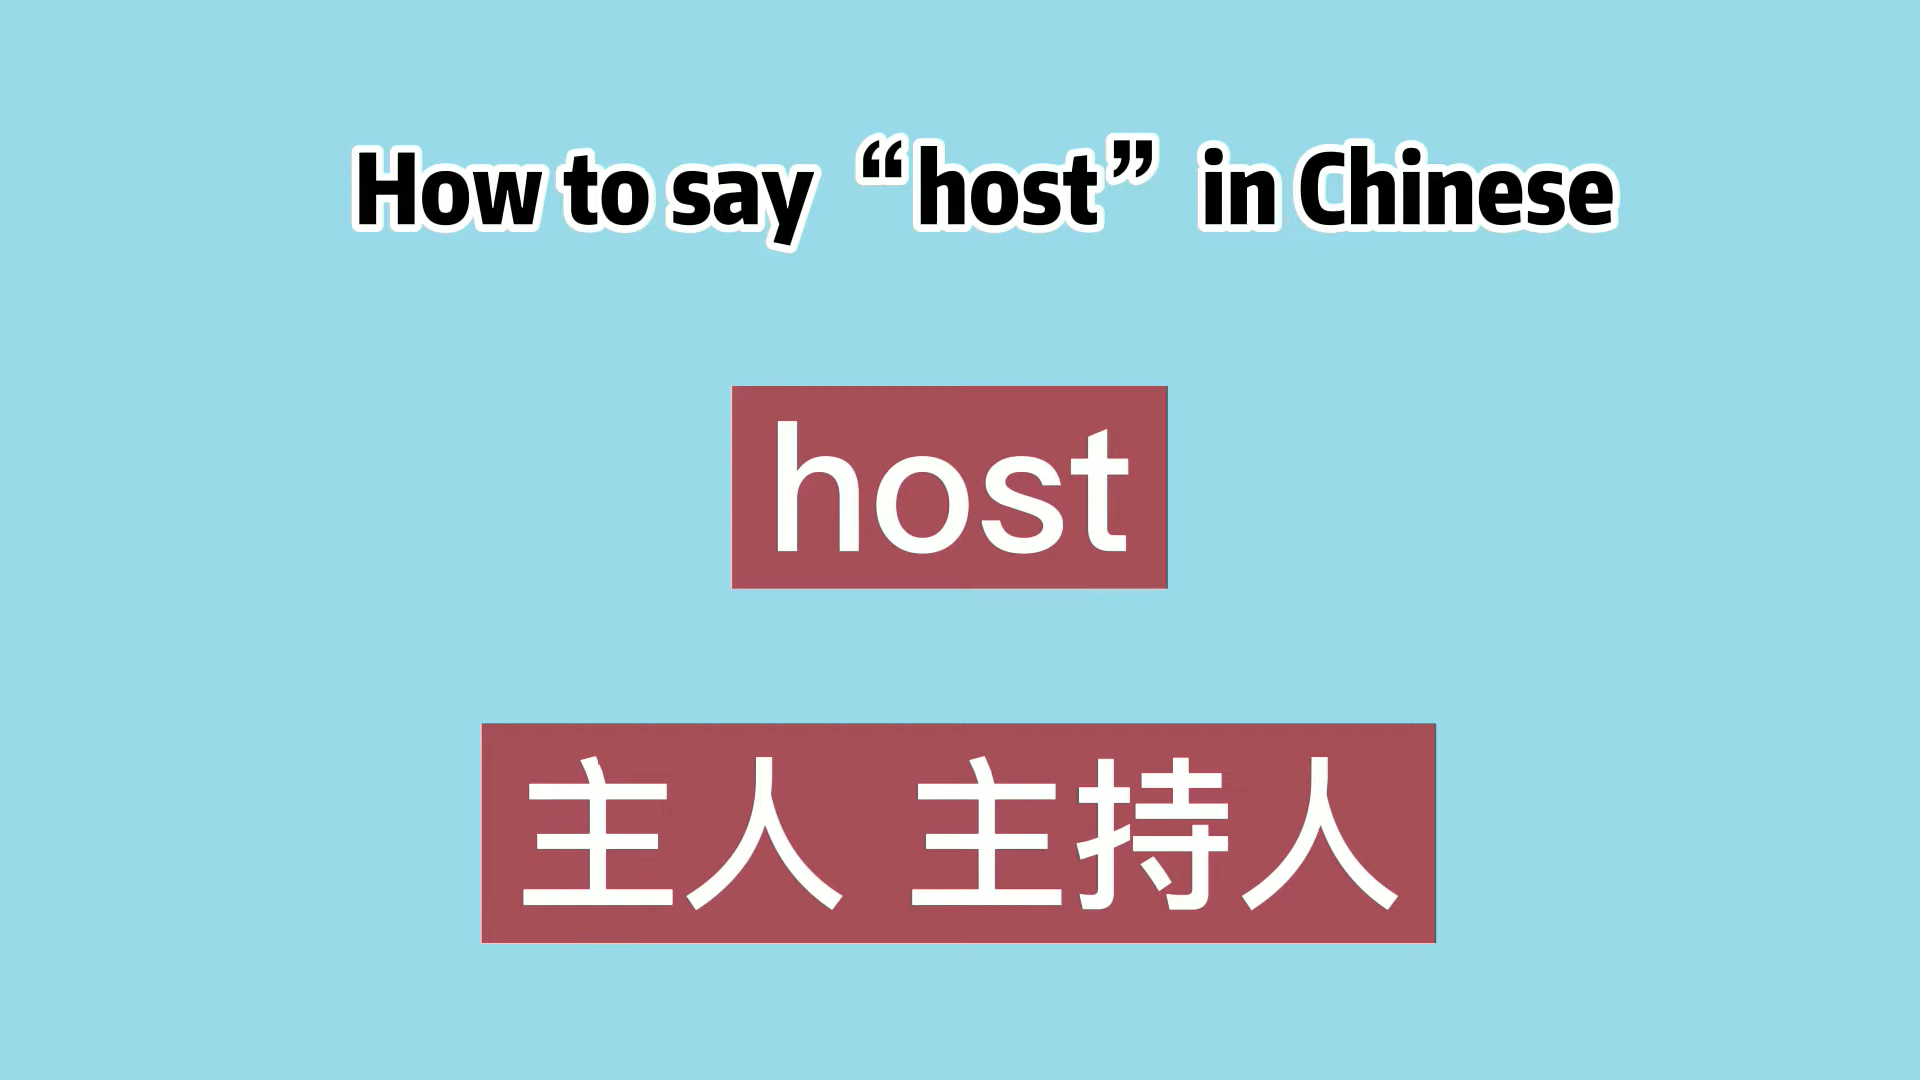 How to say “host” in Chinese
host
主人 主持人